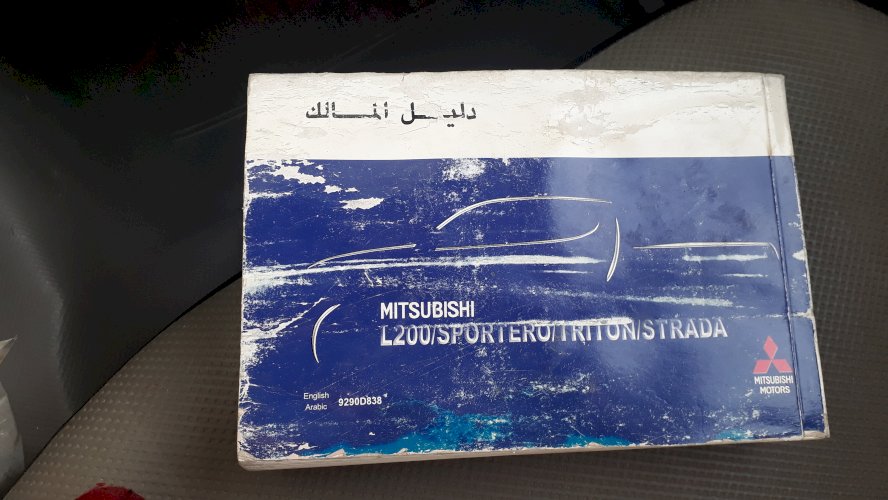 دليل المالك
MITSUBISHI
L200/SPORTERO/TRITON/STRADA
MITSUBISHI
MOTORS
English
Arabic
9290D838